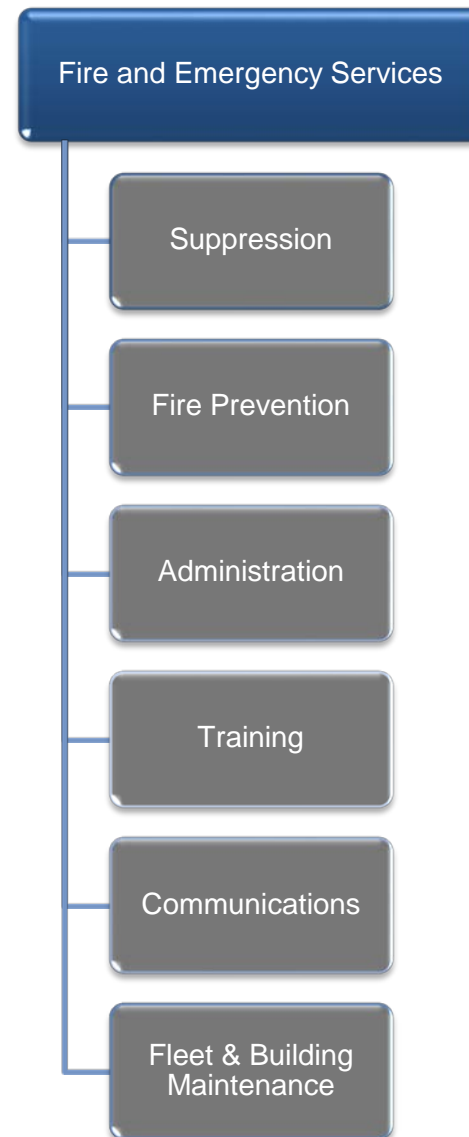 Fire and Emergency Services
Suppression
Fire Prevention
Administration
Training
Communications
Fleet & Building
Maintenance